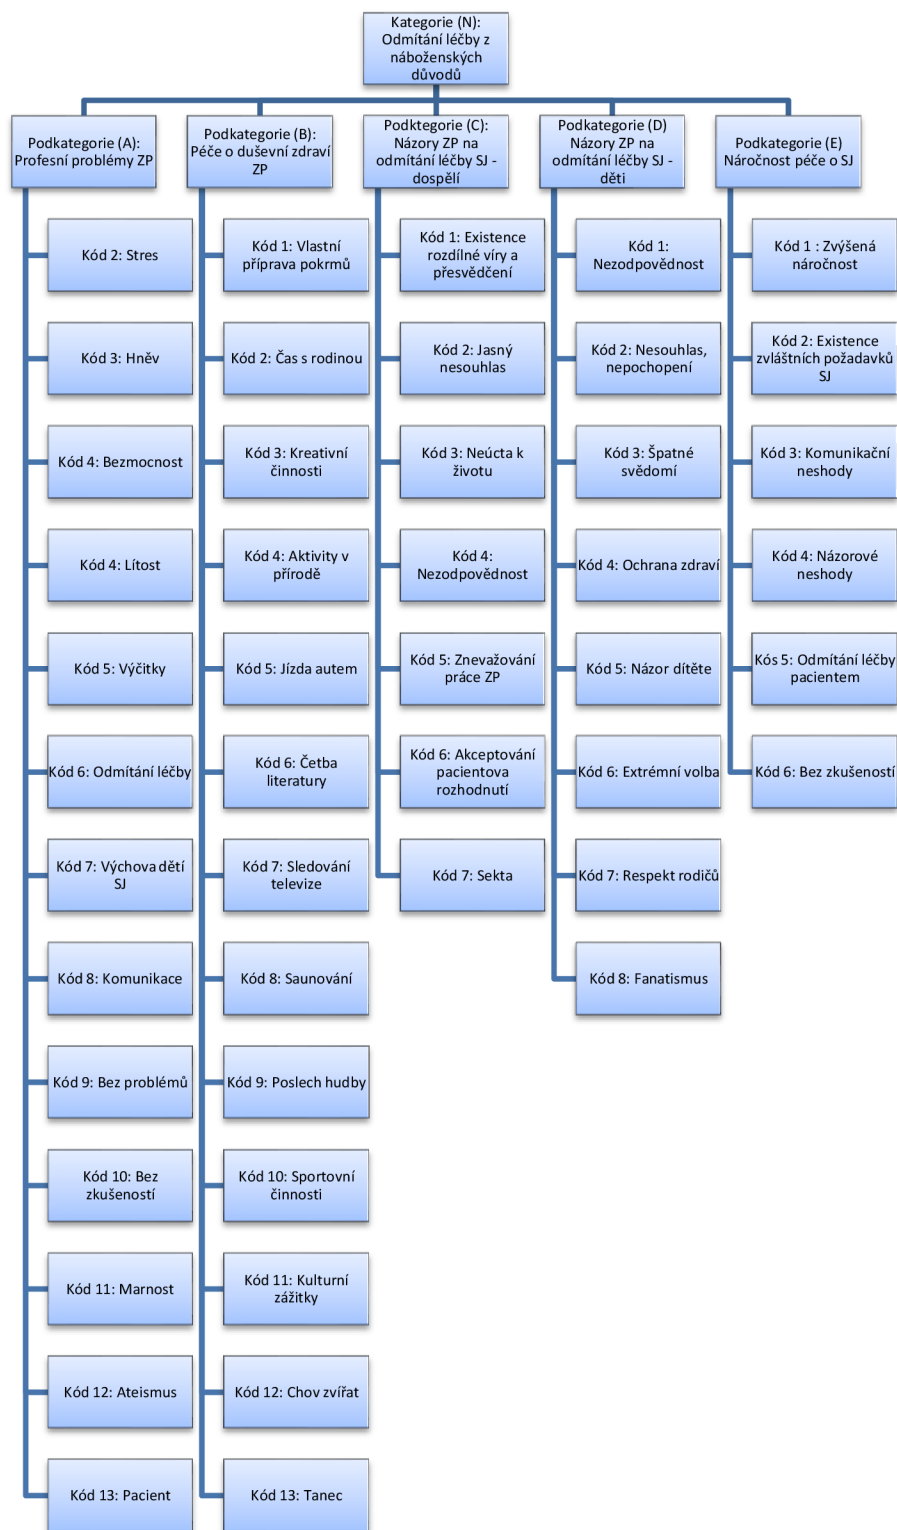 Kategorie (N):
Odmítání léčby z
náboženských
důvodů
Podkategorie (A):
Profesní problémy ZP
Kód 2: Stres
Kód 3: Hněv
Kód 4: Bezmocnost
Kód 4: Lítost
Kód 5: Výčitky
Kód 6: Odmítání léčby
Kód 7: Výchova dětí
SJ
Kód 8: Komunikace
Kód 9: Bez problémů
Kód 10: Bez
zkušeností
Kód 11: Marnost
Kód 12: Ateismus
Kód 13: Pacient
Podkategorie (B):
Péče o duševní zdraví
ZP
Kód 1: Vlastní
příprava pokrmů
Kód 2: Čas s rodinou
Kód 3: Kreativní
činnosti
Kód 4: Aktivity v
přírodě
Kód 5: Jízda autem
Kód 6: Četba
literatury
Kód 7: Sledování
televize
Kód 8: Saunování
Kód 9: Poslech hudby
Kód 10: Sportovní
činnosti
Kód 11: Kulturní
zážitky
Kód 12: Chov zvířat
Kód 13: Tanec
Podktegorie (C):
Názory ZP na
odmítání léčby SJ -
dospělí
Kód 1: Existence
rozdílné víry a
přesvědčení
Kód 2: Jasný
nesouhlas
Kód 3: Neúcta k
životu
Kód 4:
Nezodpovědnost
Kód 5: Znevažování
práce ZP
Kód 6: Akceptování
pacientova
rozhodnutí
Kód 7: Sekta
Podkategorie (D)
Názory ZP na
odmítání léčby SJ -
děti
Kód 1:
Nezodpovědnost
Kód 2: Nesouhlas,
nepochopení
Kód 3: Špatné
svědomí
Kód 4: Ochrana zdraví
Kód 5: Názor dítěte
Kód 6: Extrémní volba
Kód 7: Respekt rodičů
Kód 8: Fanatismus
Podkategorie (E)
Náročnost péče o SJ
Kód 1 : Zvýšená
náročnost
Kód 2: Existence
zvláštních požadavků
SJ
Kód 3: Komunikační
neshody
Kód 4: Názorové
neshody
Kós 5: Odmítání léčby
pacientem
Kód 6: Bez zkušeností